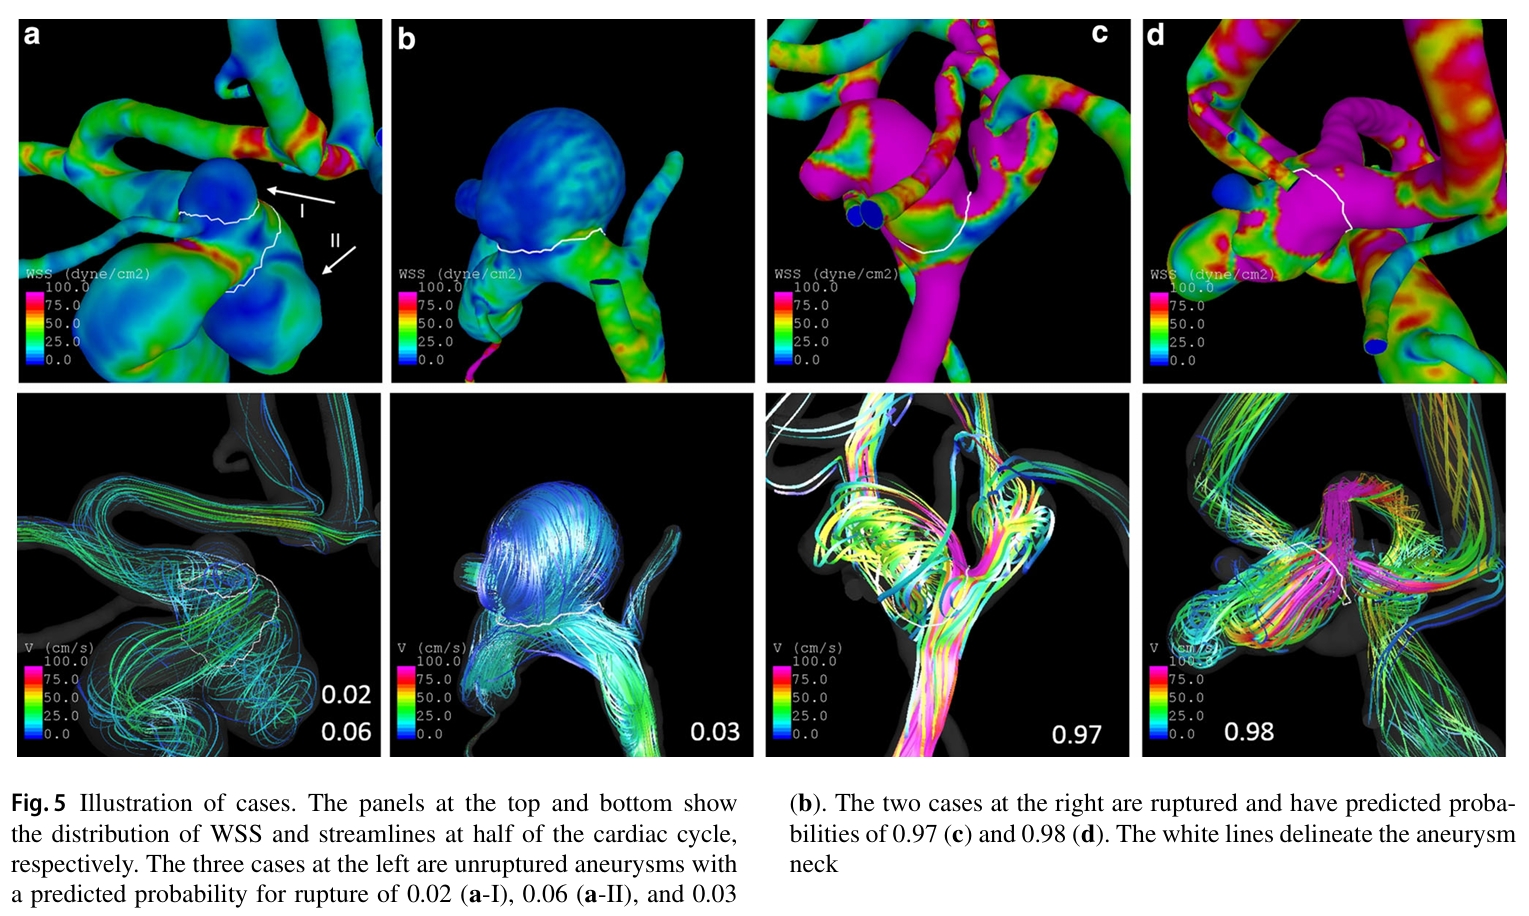 a
b
c
d
I
II
WSS (dyne/cm2)
100.0
75.0
50.0
25.0
0.0
WSS (dyne/cm2)
100.0
75.0
50.0
25.0
0.0
WSS (dyne/cm2)
100.0
75.0
50.0
25.0
0.0
WSS (dyne/cm2)
100.0
75.0
50.0
25.0
0.0
V (cm/s)
100.0
75.0
50.0
25.0
0.0
0.02
0.06
V (cm/s)
100.0
75.0
50.0
25.0
0.0
0.03
V (cm/s)
100.0
75.0
50.0
25.0
0.0
0.97
V (cm/s)
100.0
75.0
50.0
25.0
0.0
0.98
Fig. 5 Illustration of cases. The panels at the top and bottom show
the distribution of WSS and streamlines at half of the cardiac cycle,
respectively. The three cases at the left are unruptured aneurysms with
a predicted probability for rupture of 0.02 (a-I), 0.06 (a-II), and 0.03
(b). The two cases at the right are ruptured and have predicted proba-
bilities of 0.97 (c) and 0.98 (d). The white lines delineate the aneurysm
neck